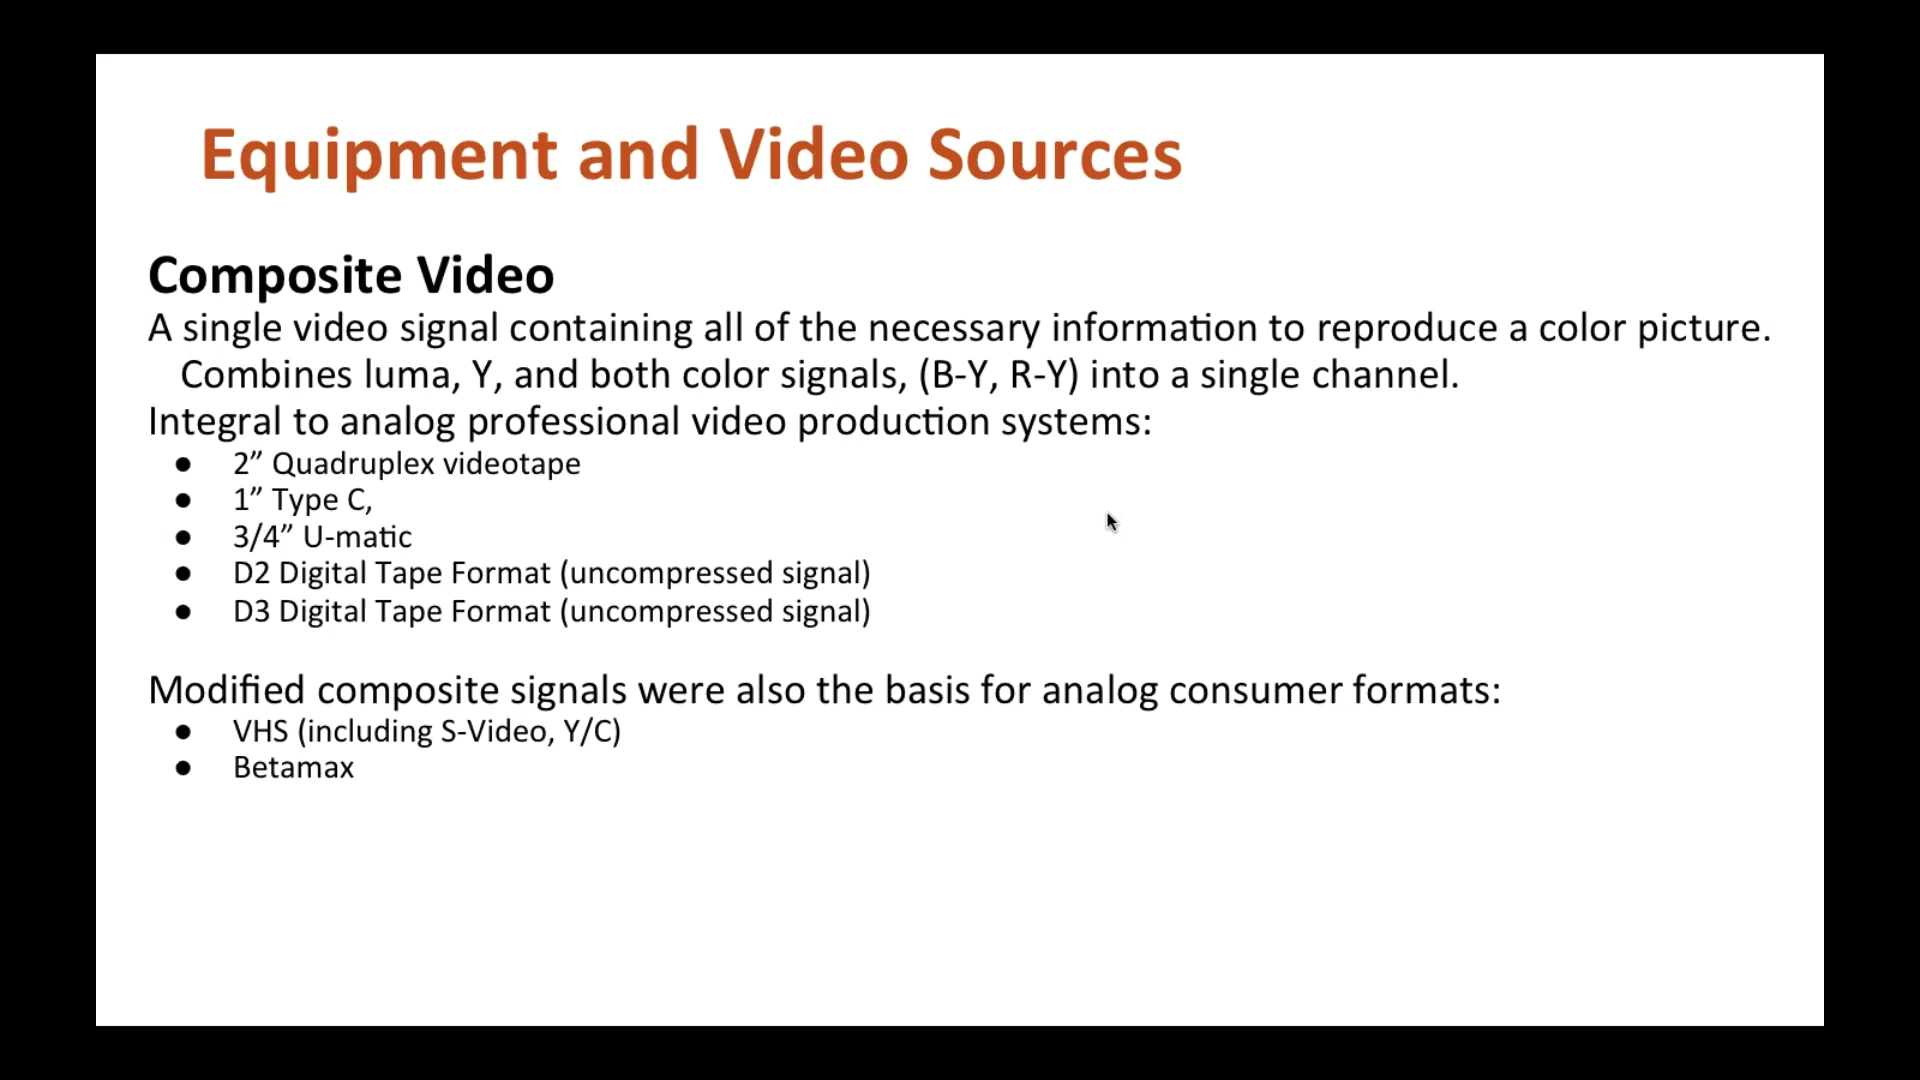 Equipment and Video Sources
Composite Video
A single video signal containing all of the necessary information to reproduce a color picture.
Combines luma, Y, and both color signals, (B-Y, R-Y) into a single channel.
Integral to analog professional video production systems:
● 2” Quadruplex videotape
● 1” Type C,
● 3/4” U-matic
● D2 Digital Tape Format (uncompressed signal)
● D3 Digital Tape Format (uncompressed signal)
Modified composite signals were also the basis for analog consumer formats:
● VHS (including S-Video, Y/C)
● Betamax